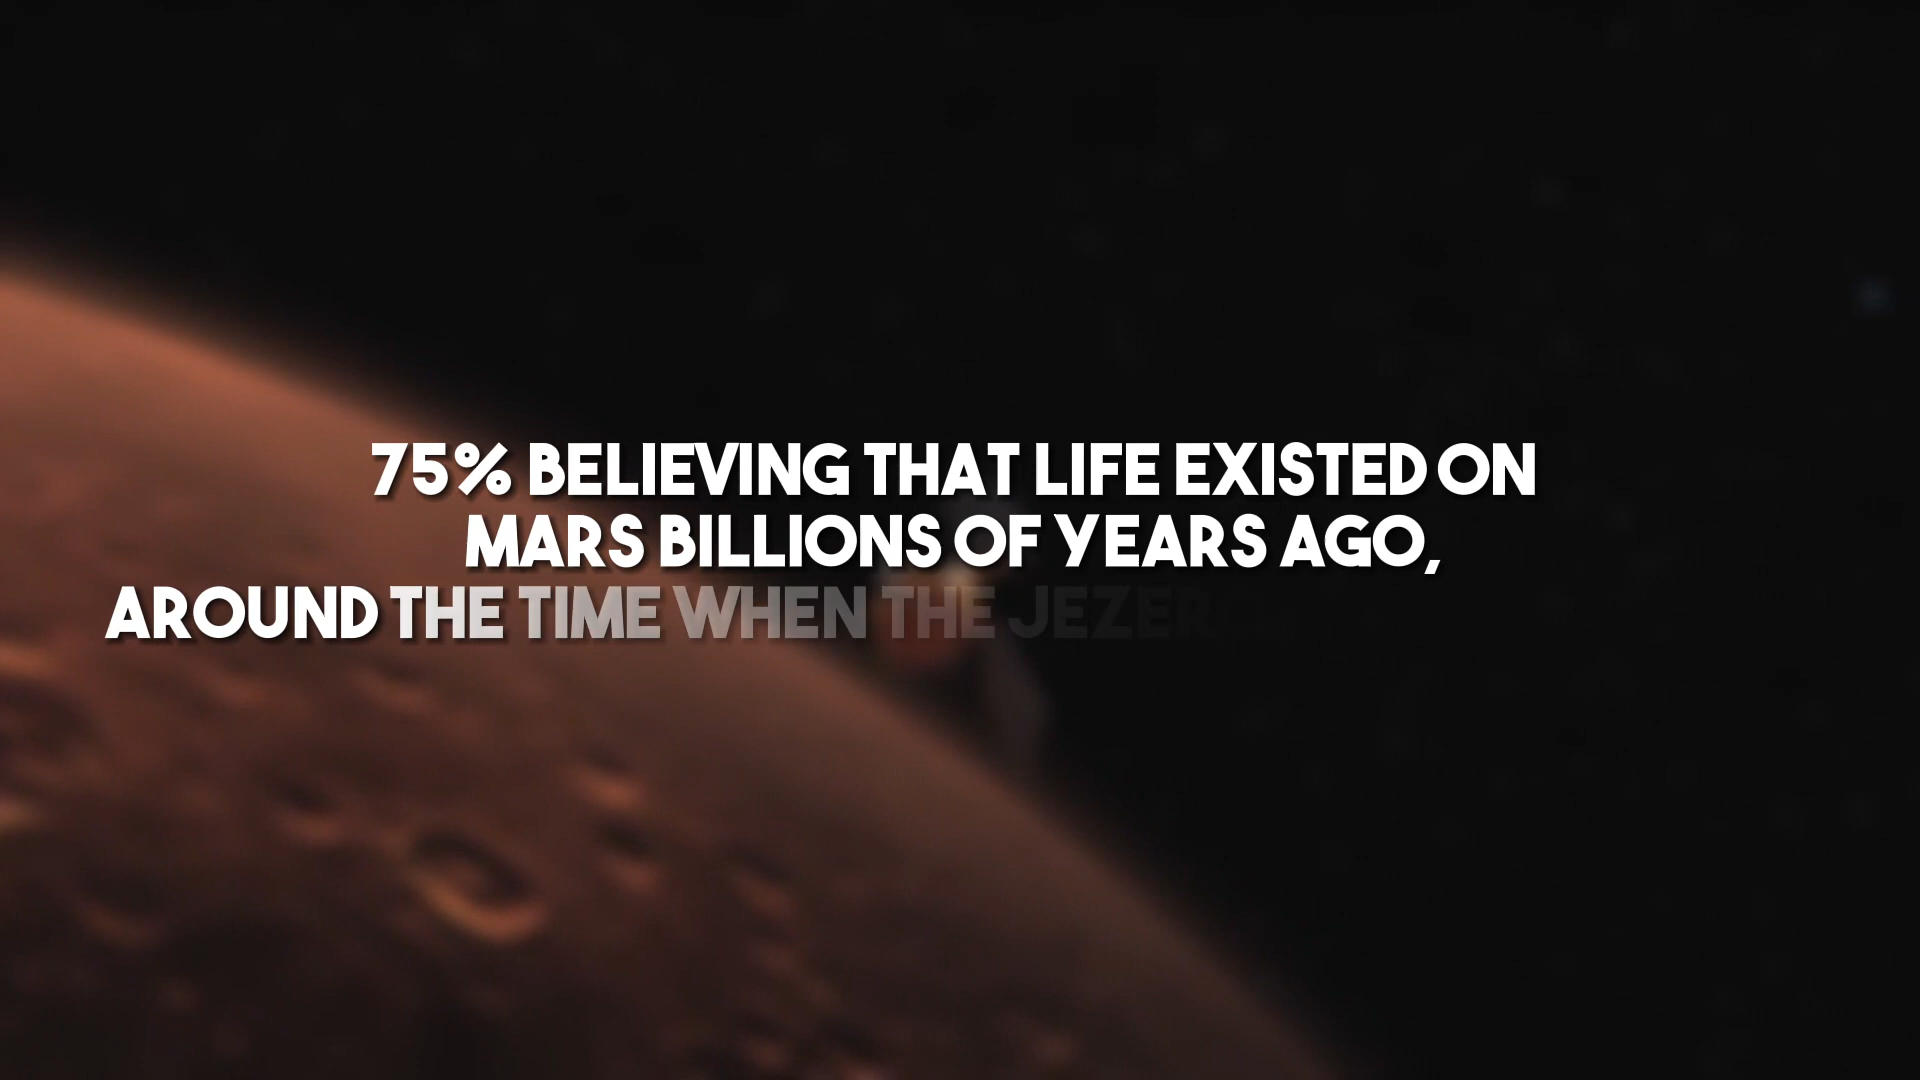 75% BELIEVING THAT LIFE EXISTED ON
MARS BILLIONS OF YEARS AGO,
AROUND THE TIME WHEN THE